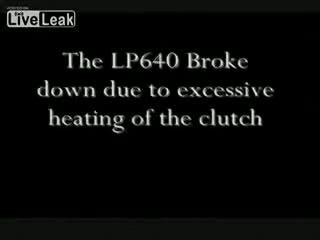 LiveLeak
The LP640 Broke
down due to excessive
heating of the clutch